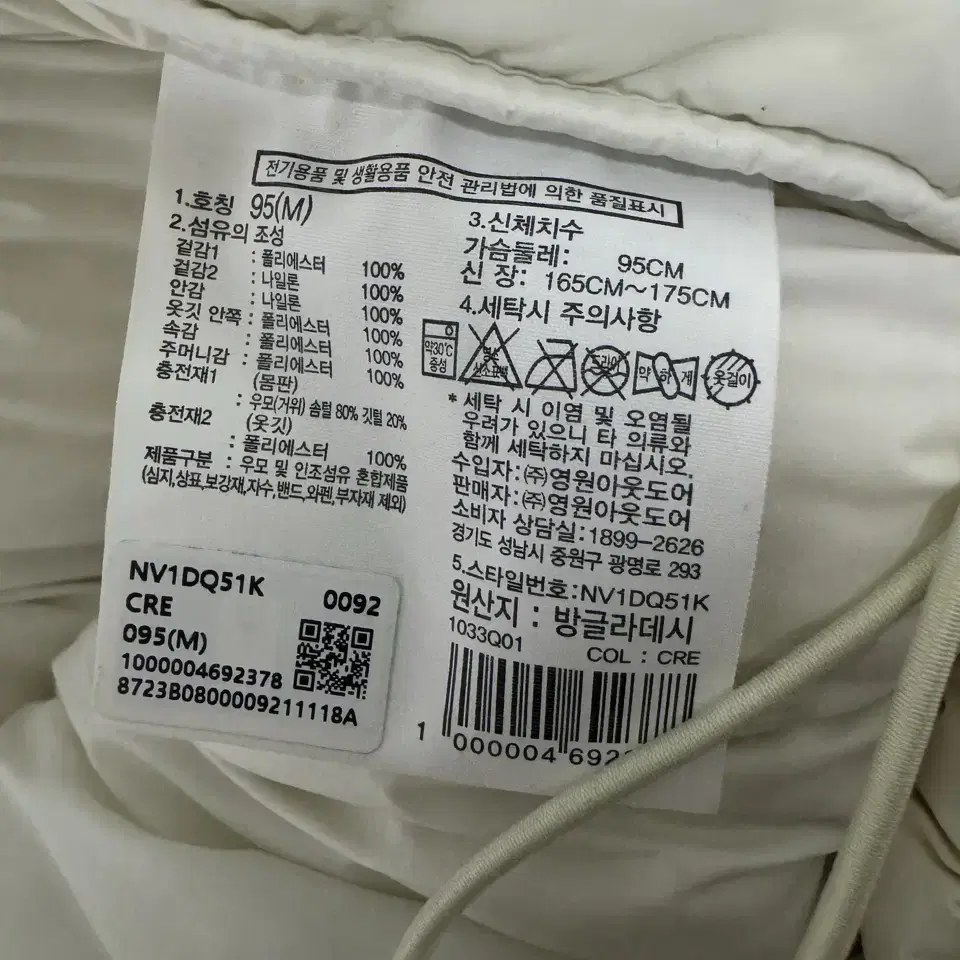 전기용품 및 생활용품 안전 관리법에 의한 품질표시
1.호칭 95(M)
2.섬유의 조성
겉감1 : 폴리에스터 100%
겉감2 : 나일론 100%
안감 : 나일론 100%
옷깃 안쪽 : 폴리에스터 100%
속감 : 폴리에스터 100%
주머니감 : 폴리에스터 100%
충전재1 (몸판)
: 우모(거위) 솜털 80% 깃털 20%
충전재2 (옷깃)
: 폴리에스터 100%
제품구분 : 우모 및 인조섬유 혼합제품
(심지,상표,보강재,자수,밴드,와펜,부자재 제외)
3.신체치수
가슴둘레: 95CM
신 장: 165CM~175CM
4.세탁시 주의사항
약30℃
중성
염소
산소표백
드라이
약하게
옷걸이
* 세탁 시 이염 및 오염될
우려가 있으니 타 의류와
함께 세탁하지 마십시오.
수입자:(주)영원아웃도어
판매자:(주)영원아웃도어
소비자 상담실:1899-2626
경기도 성남시 중원구 광명로 293
5.스타일번호:NV1DQ51K
원산지 : 방글라데시
1033Q01 COL : CRE
1 000004 692
NV1DQ51K 0092
CRE
095(M)
1000004692378
8723B0800009211118A